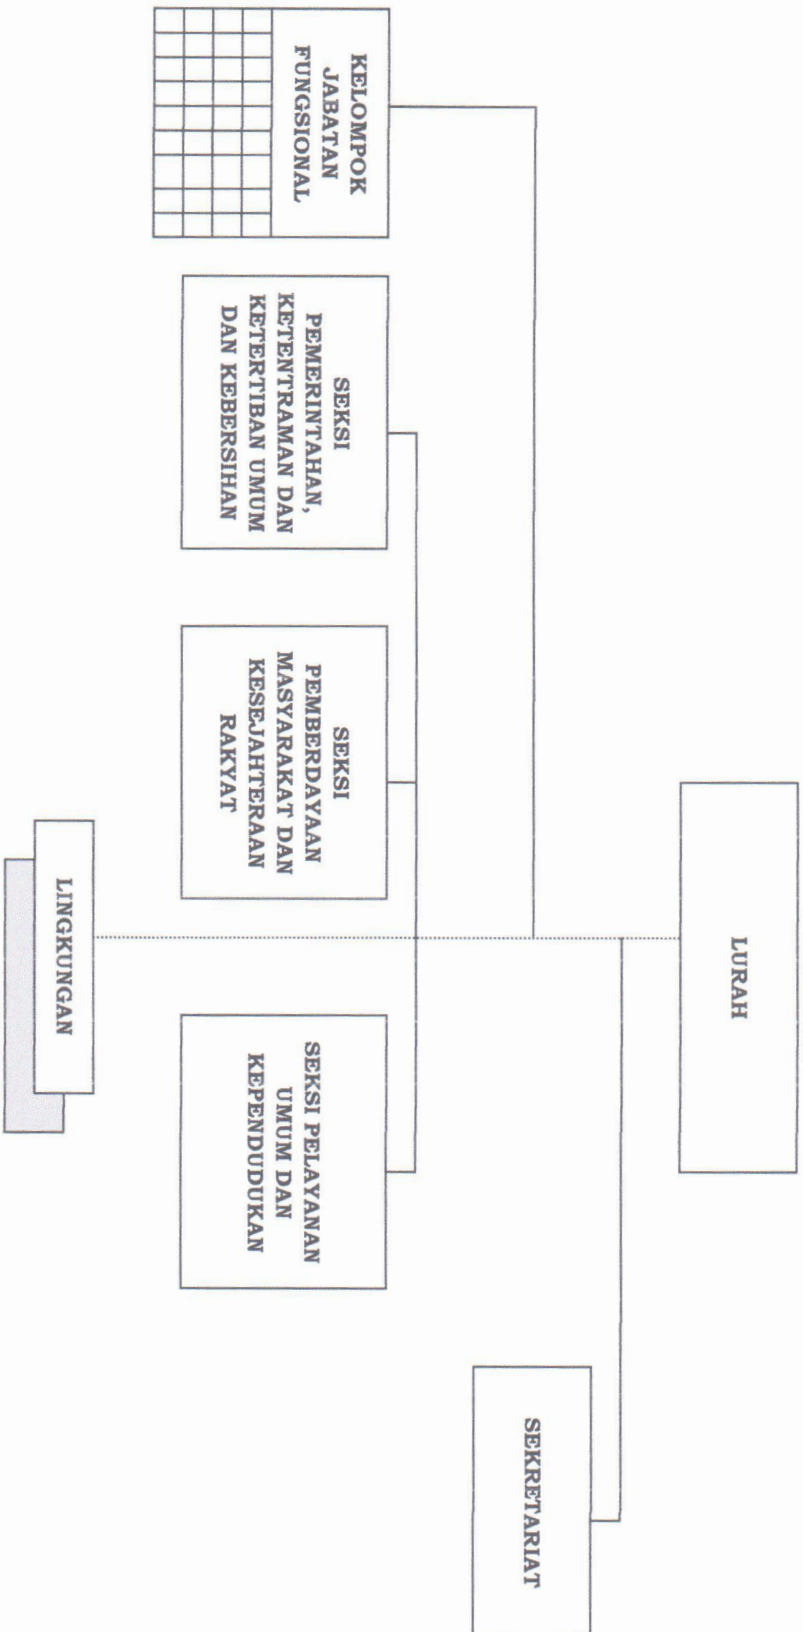 LURAH
SEKRETARIAT
KELOMPOK
JABATAN
FUNGSIONAL
SEKSI
PEMERINTAHAN,
KETENTRAMAN DAN
KETERTIBAN UMUM
DAN KEBERSIHAN
SEKSI
PEMBERDAYAAN
MASYARAKAT DAN
KESEJAHTERAAN
RAKYAT
SEKSI PELAYANAN
UMUM DAN
KEPENDUDUKAN
LINGKUNGAN